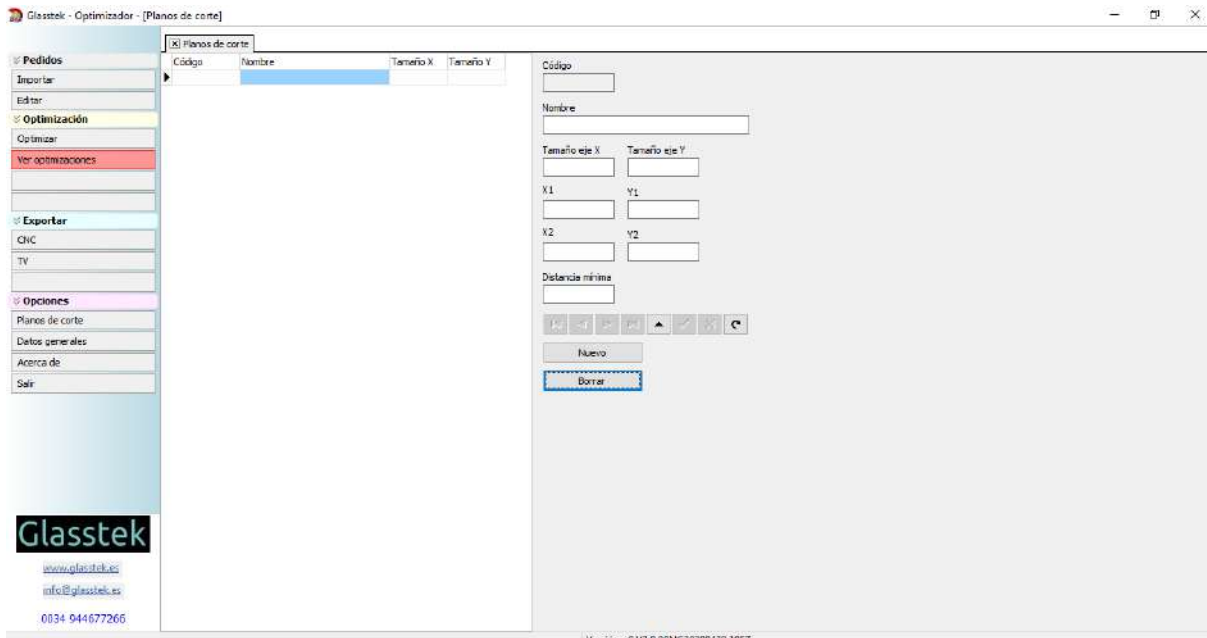 Glasstek - Optimizador - [Planos de corte]
Planos de corte
Pedidos
Importar
Editar
Optimización
Optimizar
Ver optimizaciones
Exportar
CNC
TV
Opciones
Planos de corte
Datos generales
Acerca de
Salir
Glasstek
www.glasstek.es
info@glasstek.es
0034 944677266
Código Nombre Tamaño X Tamaño Y
Código
Nombre
Tamaño eje X Tamaño eje Y
X1 Y1
X2 Y2
Distancia mínima
Nuevo
Borrar